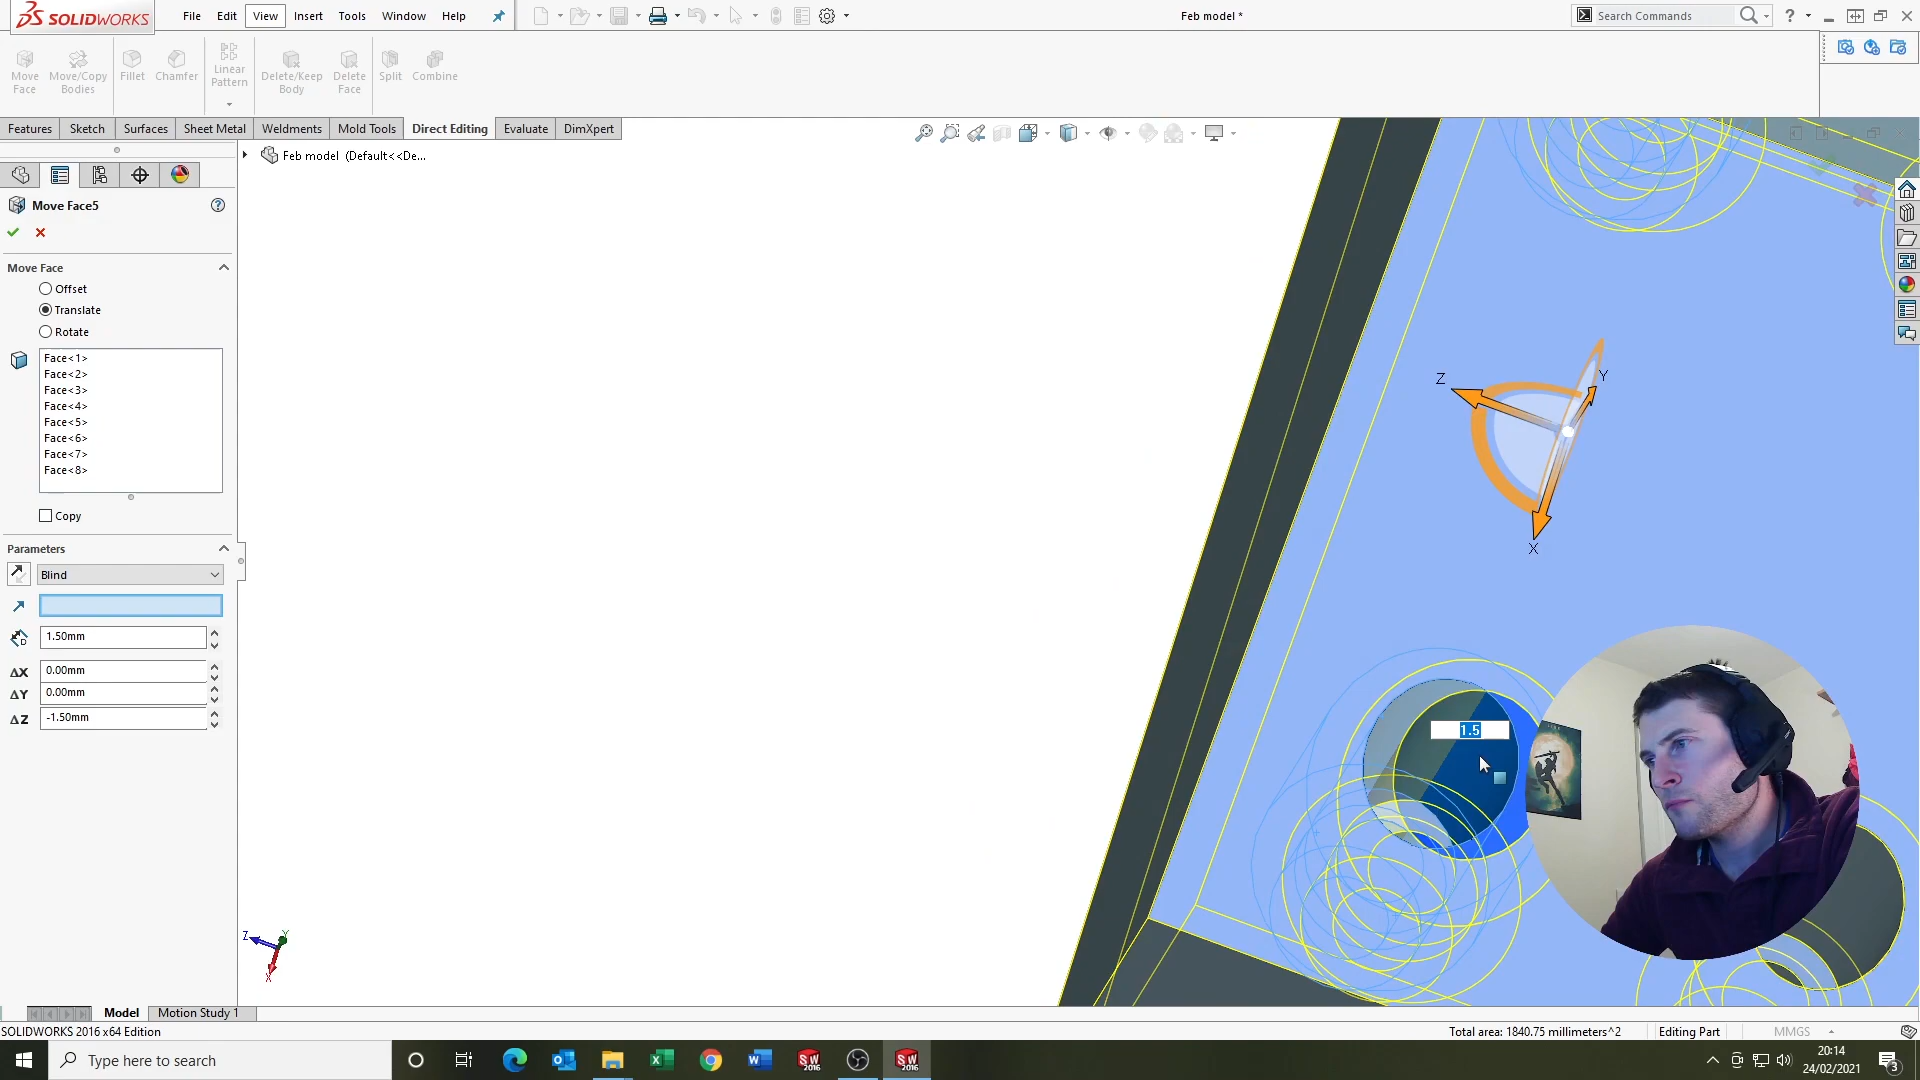 SOLIDWORKS
File Edit View Insert Tools Window Help
Feb model *
Search Commands
Move Face
Move/Copy Bodies
Fillet
Chamfer
Linear Pattern
Delete/Keep Body
Delete Face
Split
Combine
Features Sketch Surfaces Sheet Metal Weldments Mold Tools Direct Editing Evaluate DimXpert
Feb model (Default<<De...
Move Face5
Move Face
Offset
Translate
Rotate
Face<1>
Face<2>
Face<3>
Face<4>
Face<5>
Face<6>
Face<7>
Face<8>
Copy
Parameters
Blind
1.50mm
ΔX 0.00mm
ΔY 0.00mm
ΔZ -1.50mm
Z
Y
X
1.5
Z
Y
X
Model Motion Study 1
SOLIDWORKS 2016 x64 Edition
Total area: 1840.75 millimeters^2 Editing Part MMGS
Type here to search
20:14
24/02/2021
3